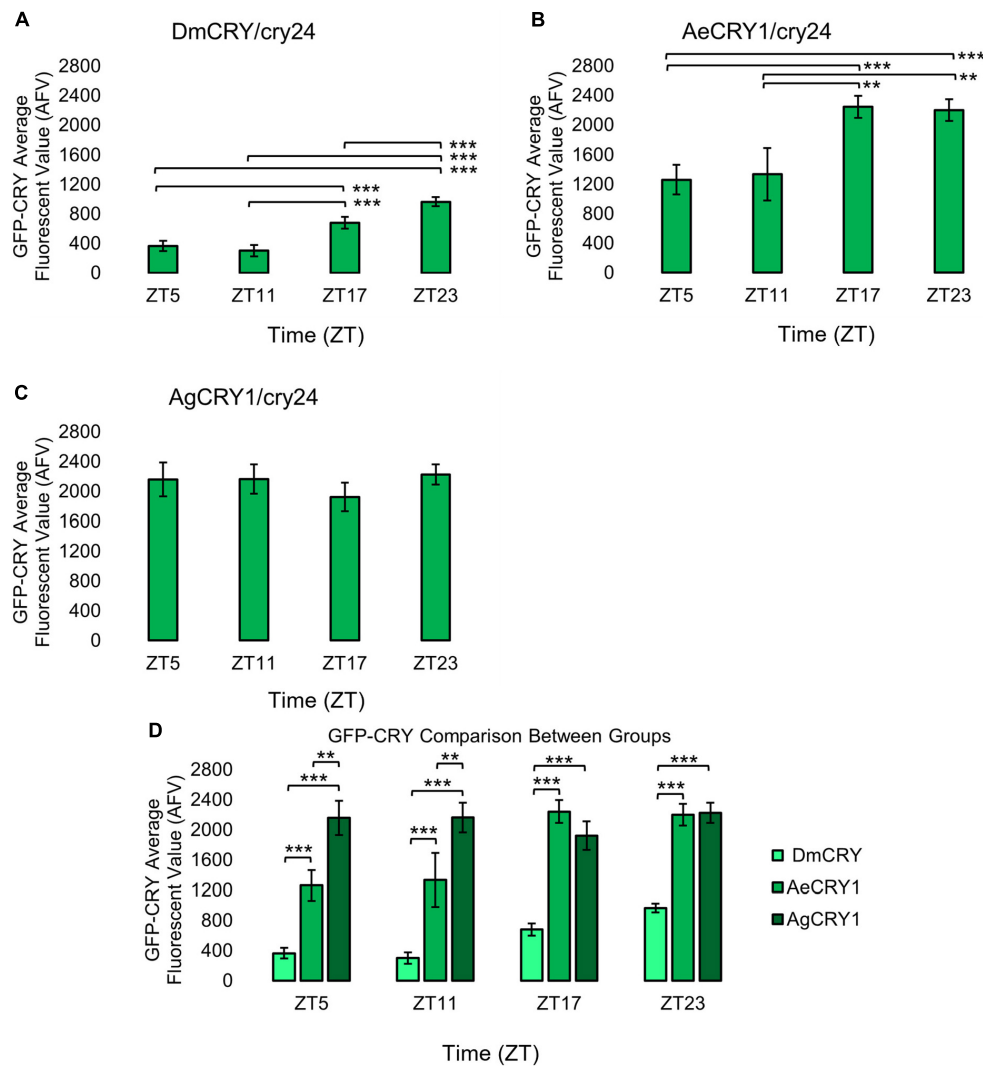 A
DmCRY/cry24
GFP-CRY Average
Fluorescent Value (AFV)
2800
2400
2000
1600
1200
800
400
0
***
***
***
***
***
ZT5 ZT11 ZT17 ZT23
Time (ZT)
B
AeCRY1/cry24
GFP-CRY Average
Fluorescent Value (AFV)
2800
2400
2000
1600
1200
800
400
0
***
***
**
**
ZT5 ZT11 ZT17 ZT23
Time (ZT)
C
AgCRY1/cry24
GFP-CRY Average
Fluorescent Value (AFV)
2800
2400
2000
1600
1200
800
400
0
ZT5 ZT11 ZT17 ZT23
Time (ZT)
D
GFP-CRY Comparison Between Groups
GFP-CRY Average
Fluorescent Value (AFV)
2800
2400
2000
1600
1200
800
400
0
** ** *** ***
*** *** *** ***
*** ***
ZT5 ZT11 ZT17 ZT23
Time (ZT)
DmCRY
AeCRY1
AgCRY1